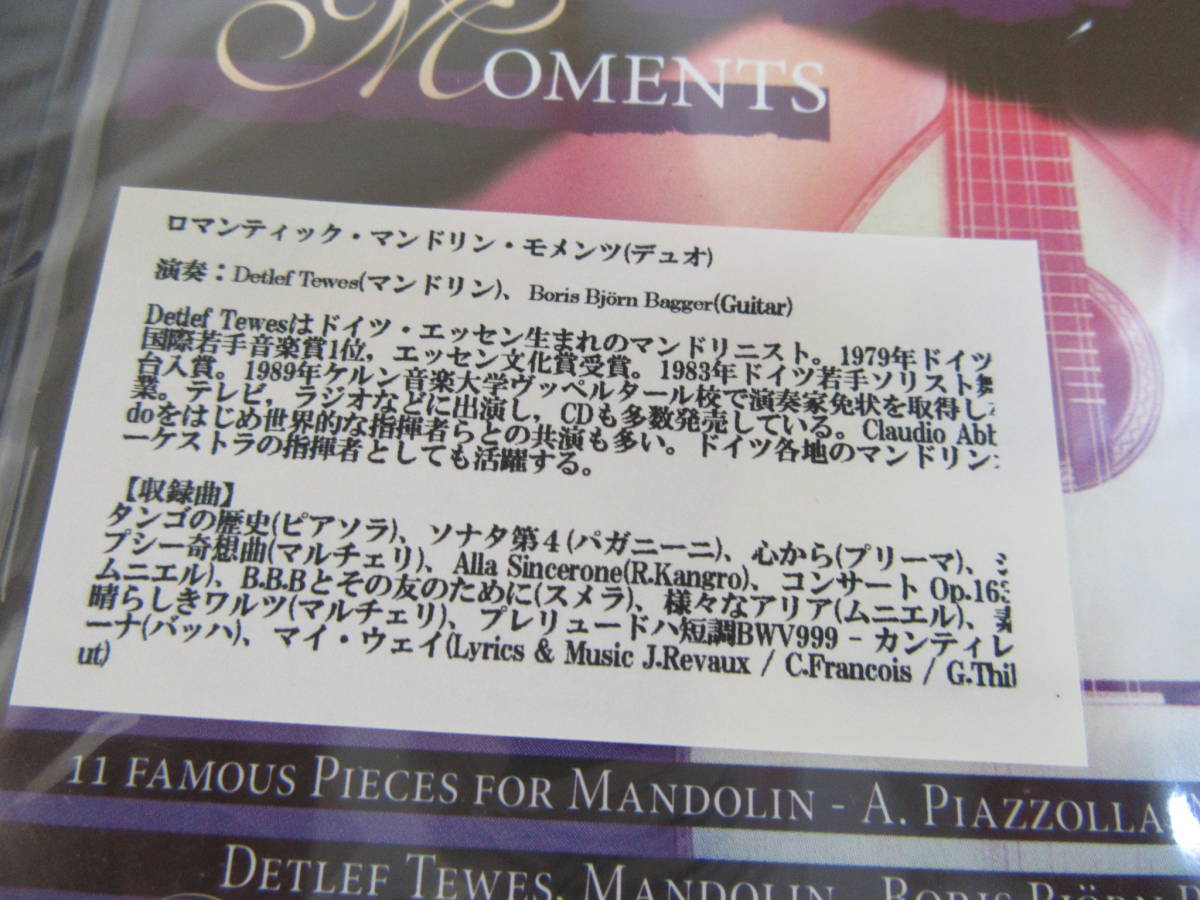 MOMENTS
ロマンティック・マンドリン・モメンツ(デュオ)
演奏：Detlef Tewes(マンドリン)、Boris Björn Bagger(Guitar)
Detlef Tewesはドイツ・エッセン生まれのマンドリニスト。1979年ドイツ
国際若手音楽賞1位，エッセン文化賞受賞。1983年ドイツ若手ソリスト舞
台入賞。1989年ケルン音楽大学ヴッペルタール校で演奏家免状を取得し
業。テレビ，ラジオなどに出演し，CDも多数発売している。Claudio Abb
doをはじめ世界的な指揮者らとの共演も多い。ドイツ各地のマンドリン
ーケストラの指揮者としても活躍する。
【収録曲】
タンゴの歴史(ピアソラ)、ソナタ第４(パガニーニ)、心から(プリーマ)、ジ
プシー奇想曲(マルチェリ)、Alla Sincerone(R.Kangro)、コンサート Op.163
ムニエル)、B.B.Bとその友のために(スメラ)、様々なアリア(ムニエル)、素
晴らしきワルツ(マルチェリ)、プレリュードハ短調BWV999 - カンティレ
ーナ(バッハ)、マイ・ウェイ(Lyrics & Music J.Revaux / C.Francois / G.Thib
ut)
11 FAMOUS PIECES FOR MANDOLIN - A. PIAZZOLLA
DETLEF TEWES, MANDOLIN - BORIS BJÖRN B